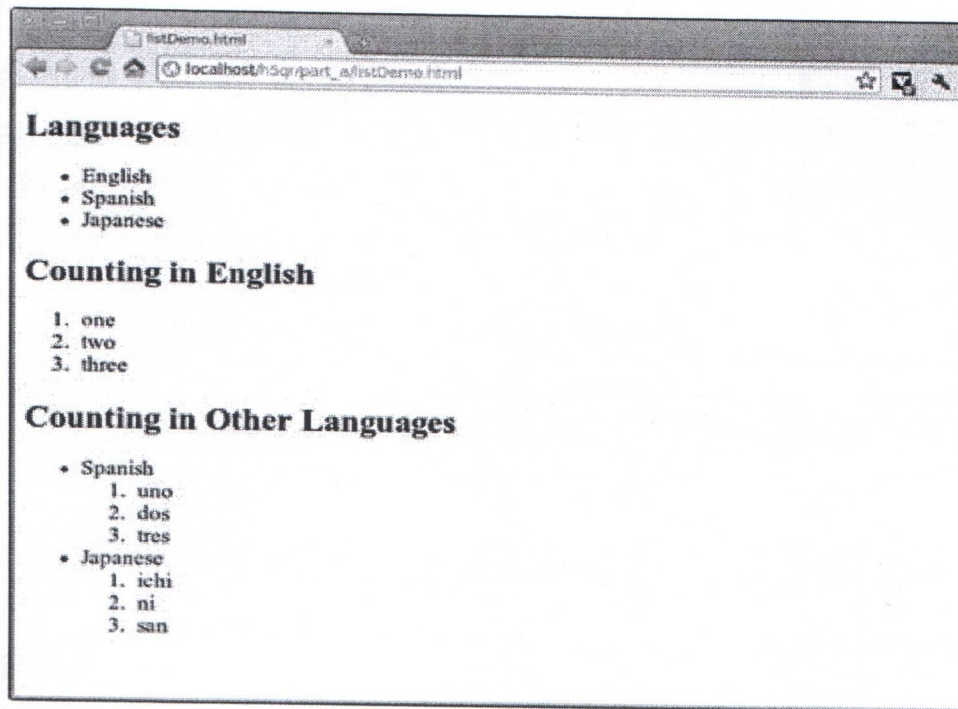 listDemo.html
localhost/h5qr/part_a/listDemo.html
Languages
• English
• Spanish
• Japanese
Counting in English
1. one
2. two
3. three
Counting in Other Languages
• Spanish
1. uno
2. dos
3. tres
• Japanese
1. ichi
2. ni
3. san